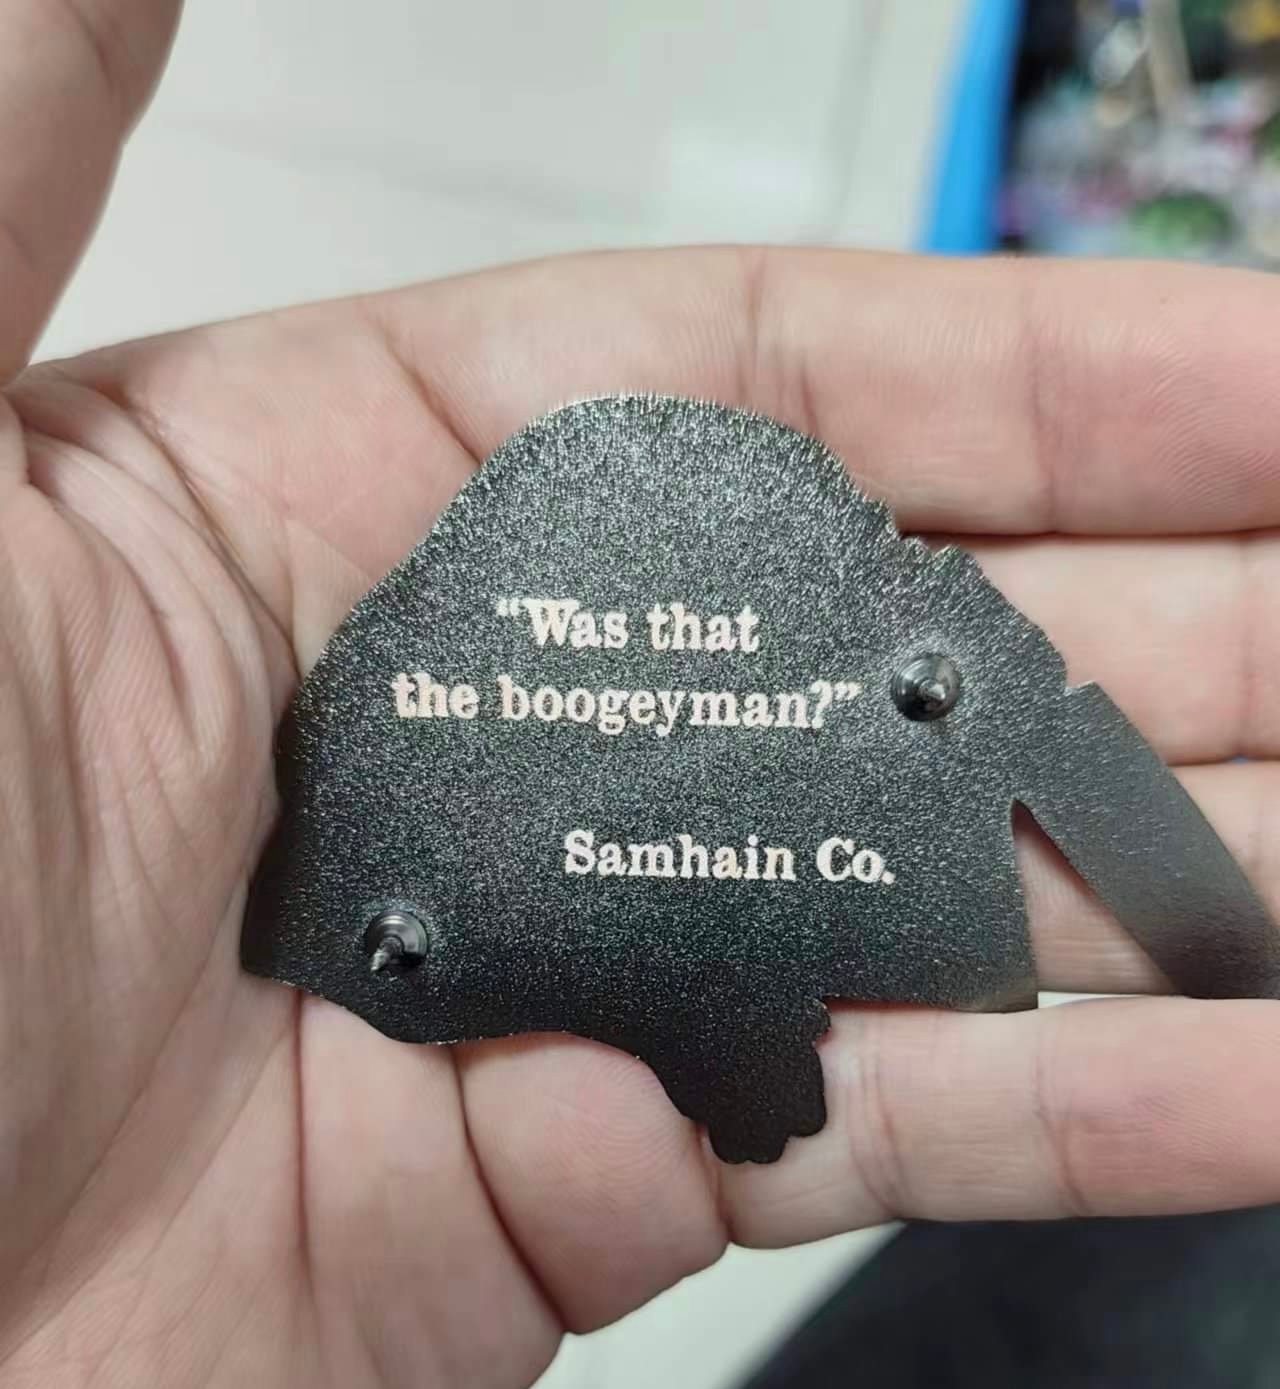 “Was that
the boogeyman?”
Samhain Co.